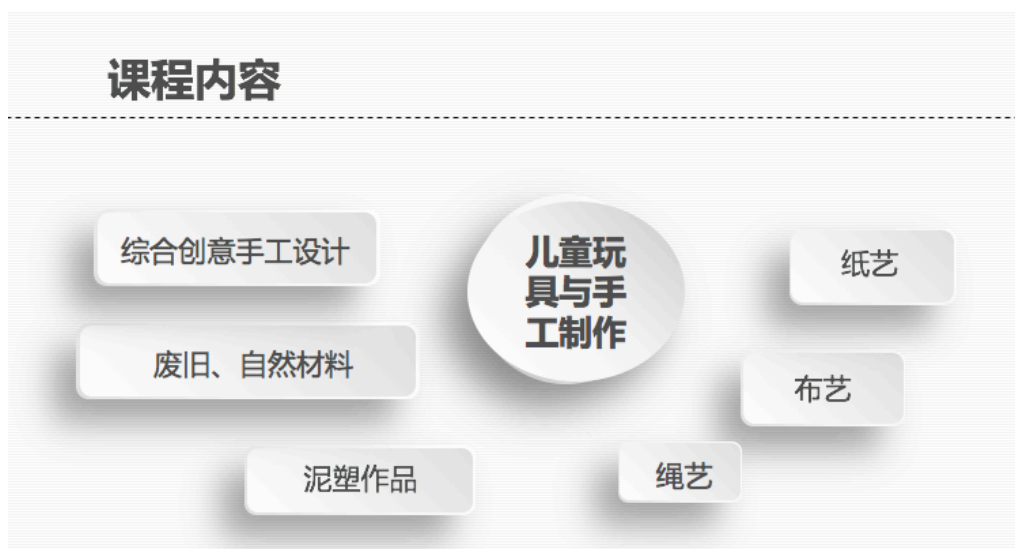 课程内容
综合创意手工设计
废旧、自然材料
泥塑作品
儿童玩
具与手
工制作
纸艺
布艺
绳艺